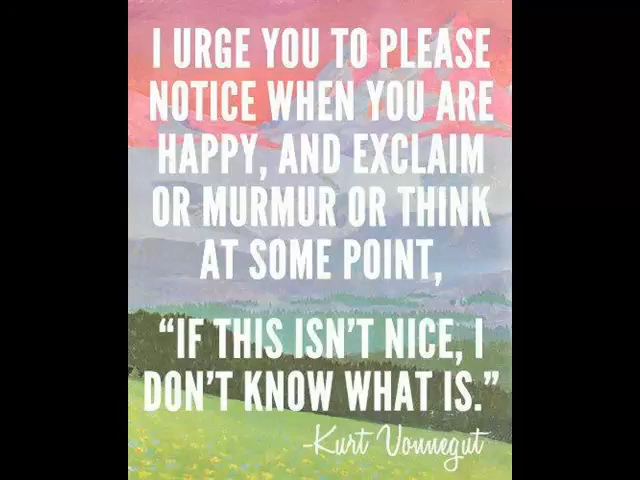 I URGE YOU TO PLEASE
NOTICE WHEN YOU ARE
HAPPY, AND EXCLAIM
OR MURMUR OR THINK
AT SOME POINT,
“IF THIS ISN’T NICE, I
DON’T KNOW WHAT IS.”
-Kurt Vonnegut